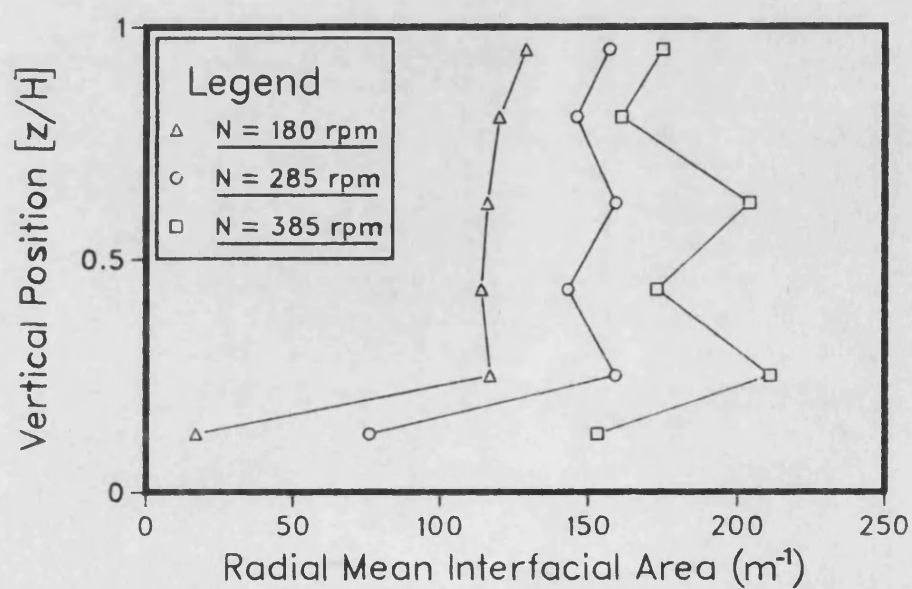 Vertical Position [z/H]
1
0.5
0
Legend
N = 180 rpm
N = 285 rpm
N = 385 rpm
0 50 100 150 200 250
Radial Mean Interfacial Area (m⁻¹)